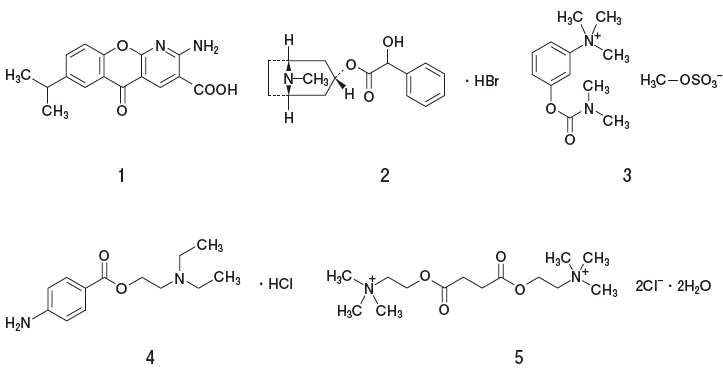 O N NH₂
H₃C
CH₃ O COOH
1
H OH
N CH₃ O
H O
H
· HBr
2
H₃C CH₃
N⁺
CH₃
O N CH₃
CH₃
O
H₃C—OSO₃⁻
3
O CH₃
O N CH₃
H₂N
· HCl
4
H₃C N⁺ O O H₃C CH₃
H₃C CH₃ O O N⁺ CH₃
2Cl⁻ · 2H₂O
5